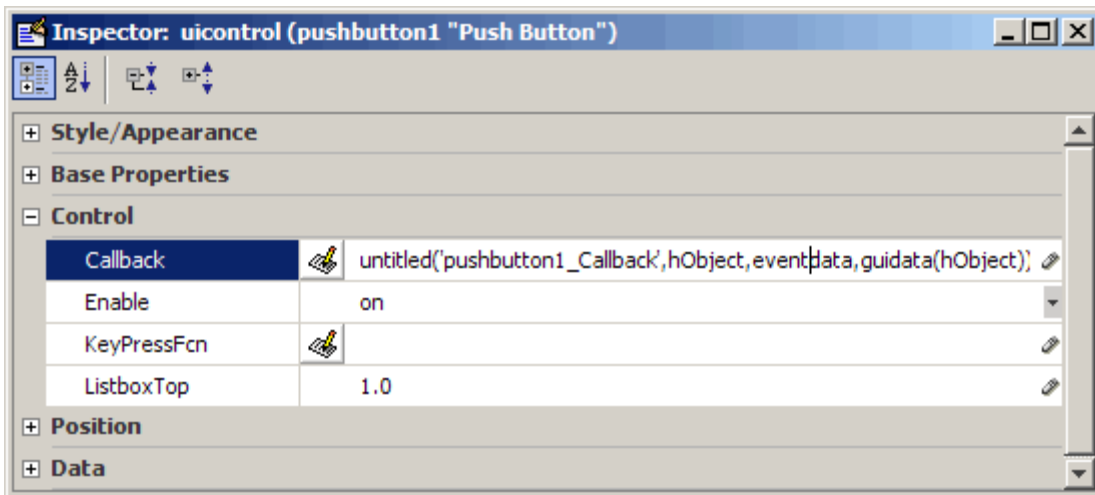 Inspector: uicontrol (pushbutton1 "Push Button")
Style/Appearance
Base Properties
Control
Callback untitled('pushbutton1_Callback',hObject,eventdata,guidata(hObject))
Enable on
KeyPressFcn
ListboxTop 1.0
Position
Data